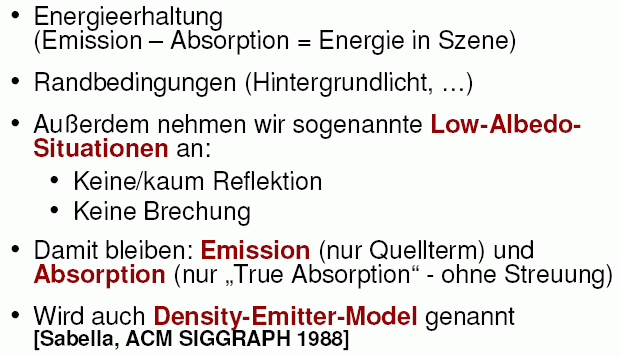 • Energieerhaltung
(Emission – Absorption = Energie in Szene)
• Randbedingungen (Hintergrundlicht, …)
• Außerdem nehmen wir sogenannte Low-Albedo-
Situationen an:
• Keine/kaum Reflektion
• Keine Brechung
• Damit bleiben: Emission (nur Quellterm) und
Absorption (nur „True Absorption“ - ohne Streuung)
• Wird auch Density-Emitter-Model genannt
[Sabella, ACM SIGGRAPH 1988]